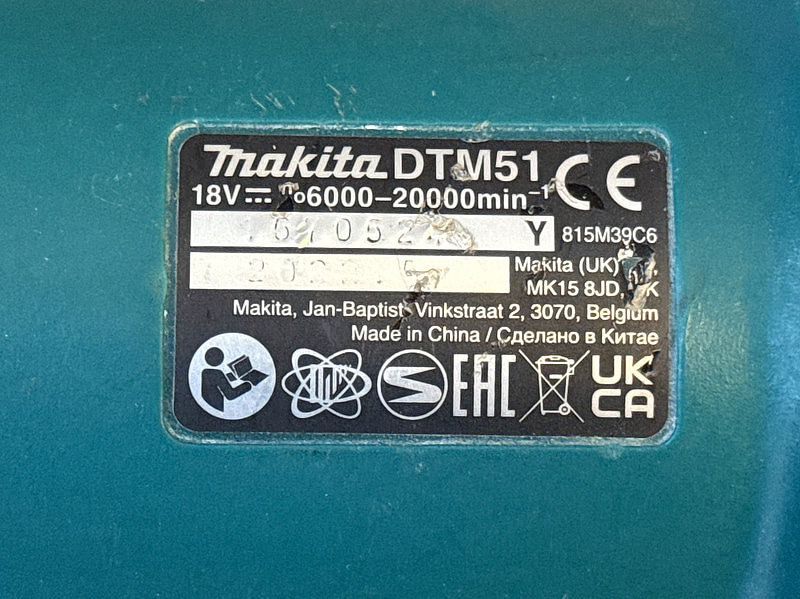 makita DTM51 CE
18V⎓ n₀6000–20000min⁻¹
Y 815M39C6
Makita (UK)
MK15 8JD,
Makita, Jan-Baptist Vinkstraat 2, 3070, Belgium
Made in China / Сделано в Китае
EAC UK
CA